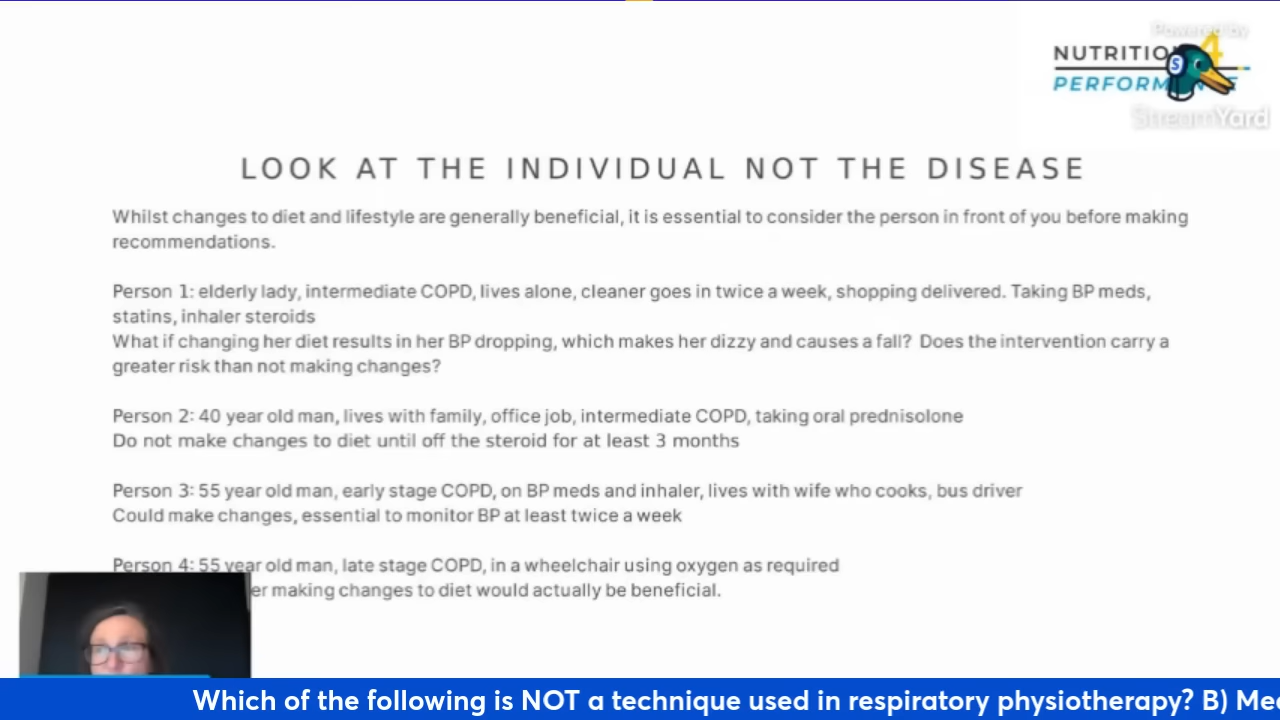 Powered by
NUTRITIO 4
PERFORM
StreamYard
LOOK AT THE INDIVIDUAL NOT THE DISEASE
Whilst changes to diet and lifestyle are generally beneficial, it is essential to consider the person in front of you before making
recommendations.
Person 1: elderly lady, intermediate COPD, lives alone, cleaner goes in twice a week, shopping delivered. Taking BP meds,
statins, inhaler steroids
What if changing her diet results in her BP dropping, which makes her dizzy and causes a fall? Does the intervention carry a
greater risk than not making changes?
Person 2: 40 year old man, lives with family, office job, intermediate COPD, taking oral prednisolone
Do not make changes to diet until off the steroid for at least 3 months
Person 3: 55 year old man, early stage COPD, on BP meds and inhaler, lives with wife who cooks, bus driver
Could make changes, essential to monitor BP at least twice a week
Person 4: 55 year old man, late stage COPD, in a wheelchair using oxygen as required
er making changes to diet would actually be beneficial.
Which of the following is NOT a technique used in respiratory physiotherapy? B) Me